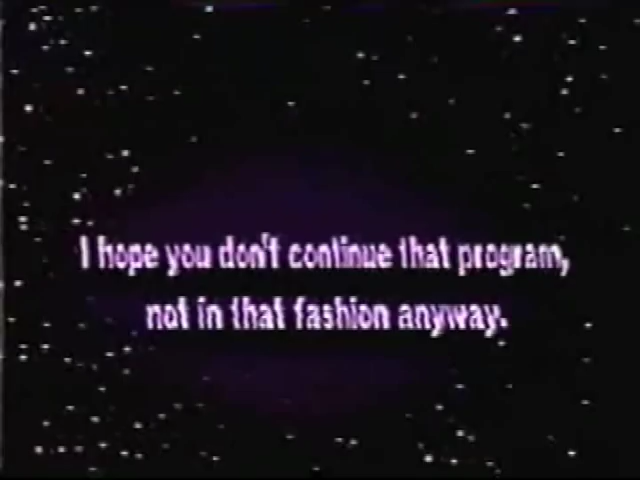 I hope you don't continue that program,
not in that fashion anyway.